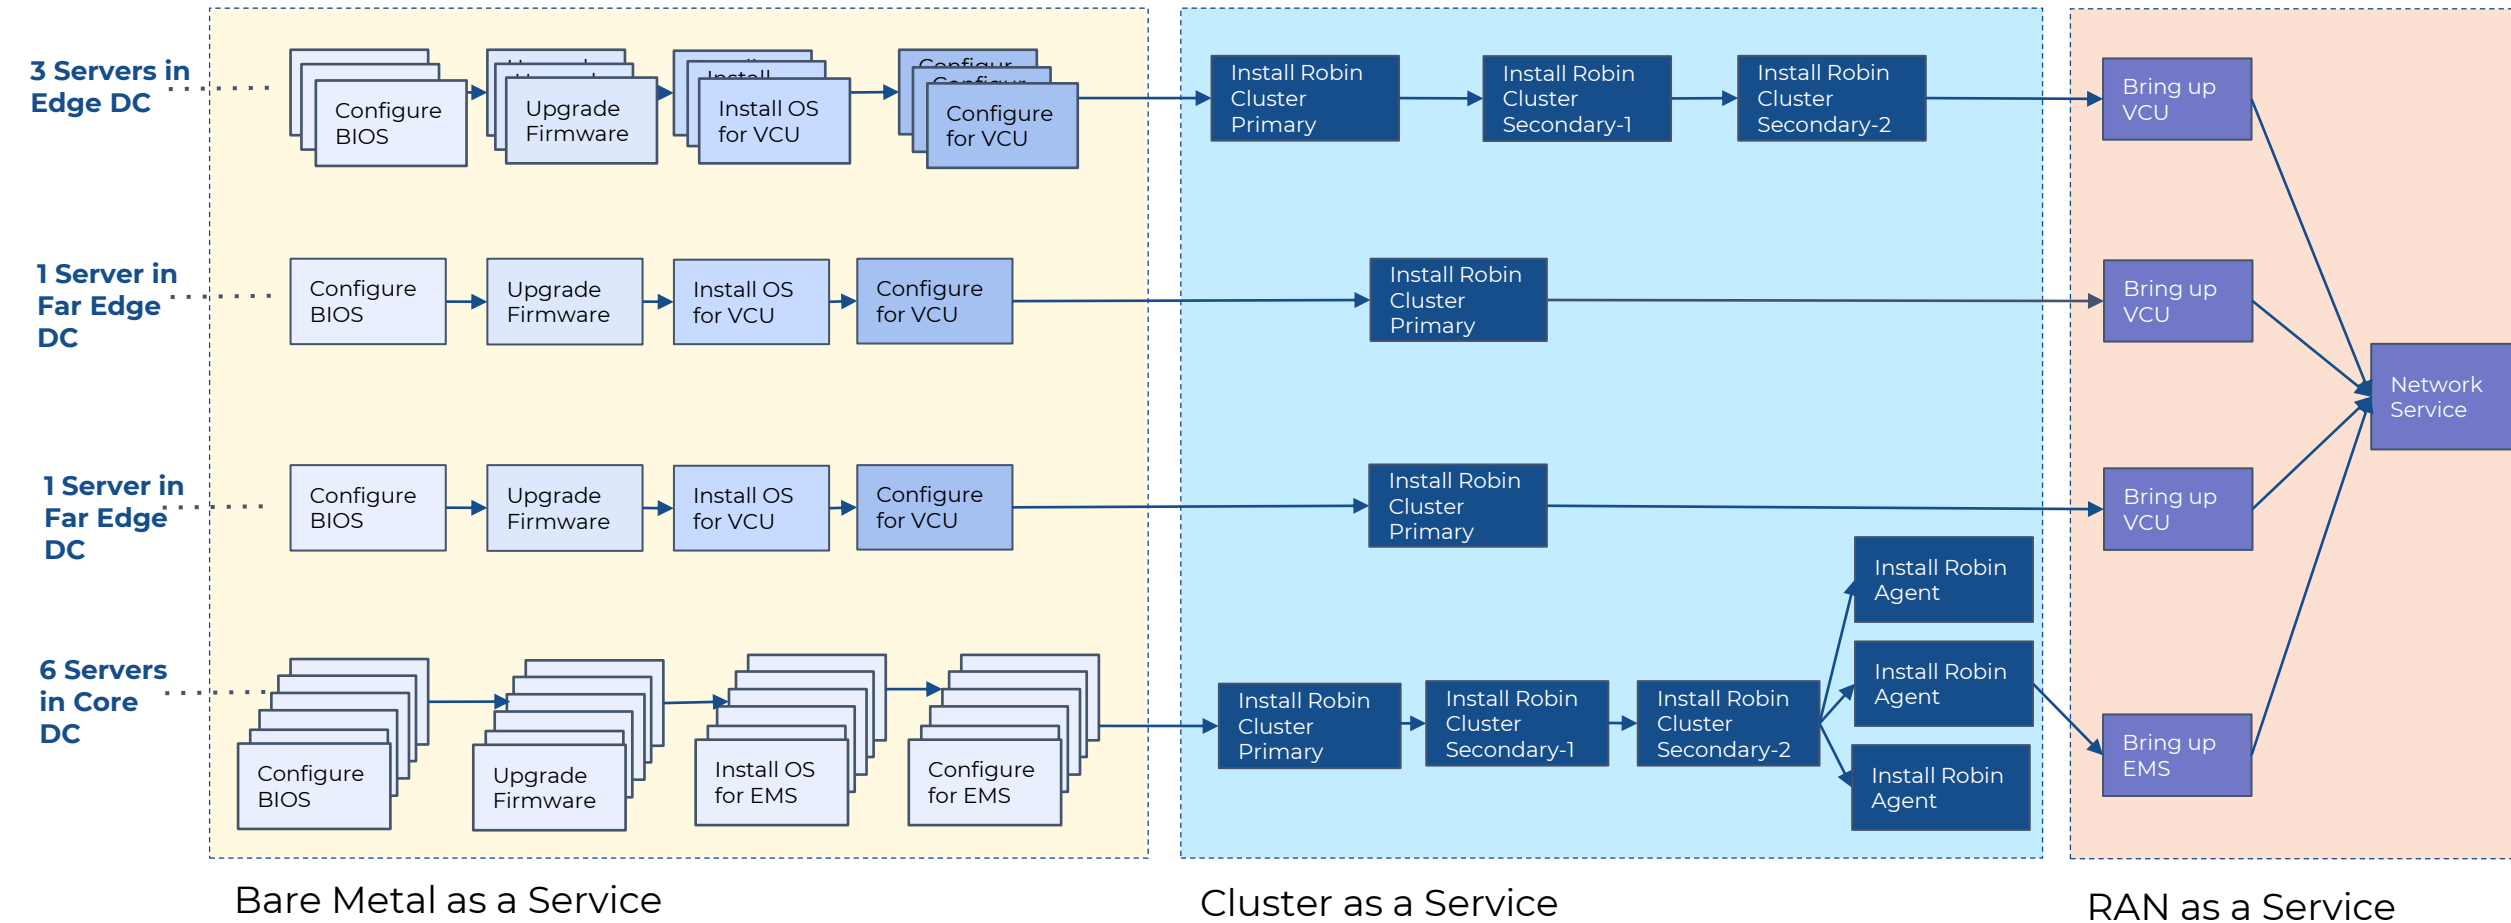 3 Servers in
Edge DC
Configure
BIOS
Upgrade
Firmware
Install
Install OS
for VCU
Configur
Configur
Configure
for VCU
Install Robin
Cluster
Primary
Install Robin
Cluster
Secondary-1
Install Robin
Cluster
Secondary-2
Bring up
VCU
1 Server in
Far Edge
DC
Configure
BIOS
Upgrade
Firmware
Install OS
for VCU
Configure
for VCU
Install Robin
Cluster
Primary
Bring up
VCU
Network
Service
1 Server in
Far Edge
DC
Configure
BIOS
Upgrade
Firmware
Install OS
for VCU
Configure
for VCU
Install Robin
Cluster
Primary
Bring up
VCU
6 Servers
in Core
DC
Configure
BIOS
Upgrade
Firmware
Install OS
for EMS
Configure
for EMS
Install Robin
Cluster
Primary
Install Robin
Cluster
Secondary-1
Install Robin
Cluster
Secondary-2
Install Robin
Agent
Install Robin
Agent
Install Robin
Agent
Bring up
EMS
Bare Metal as a Service
Cluster as a Service
RAN as a Service